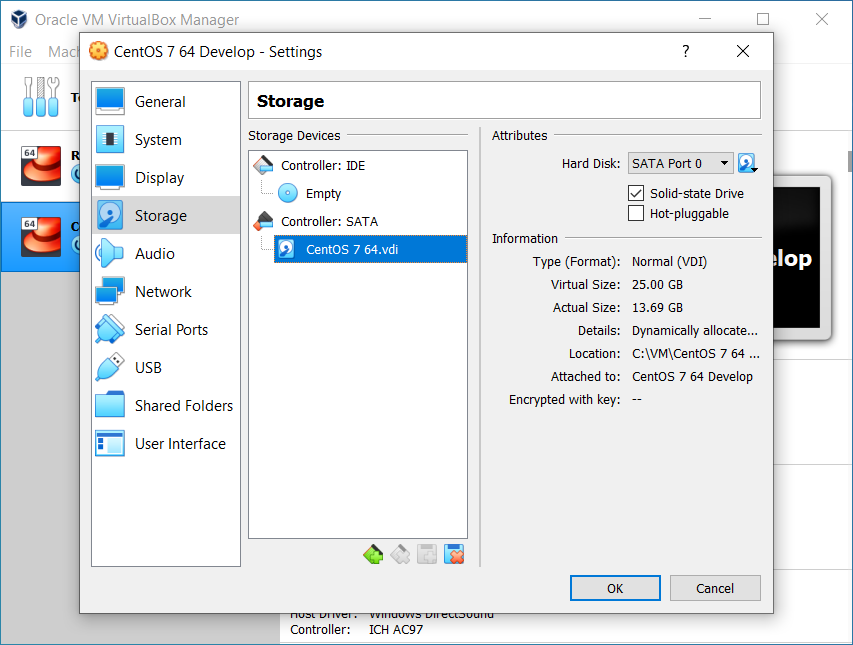 Oracle VM VirtualBox Manager
File
CentOS 7 64 Develop - Settings
?
64
64
General
System
Display
Storage
Audio
Network
Serial Ports
USB
Shared Folders
User Interface
Storage
Storage Devices
Controller: IDE
Empty
Controller: SATA
CentOS 7 64.vdi
Attributes
Hard Disk: SATA Port 0
Solid-state Drive
Hot-pluggable
Information
Type (Format): Normal (VDI)
Virtual Size: 25.00 GB
Actual Size: 13.69 GB
Details: Dynamically allocate...
Location: C:\VM\CentOS 7 64 ...
Attached to: CentOS 7 64 Develop
Encrypted with key: --
elop
OK Cancel
Host Driver: Windows DirectSound
Controller: ICH AC97